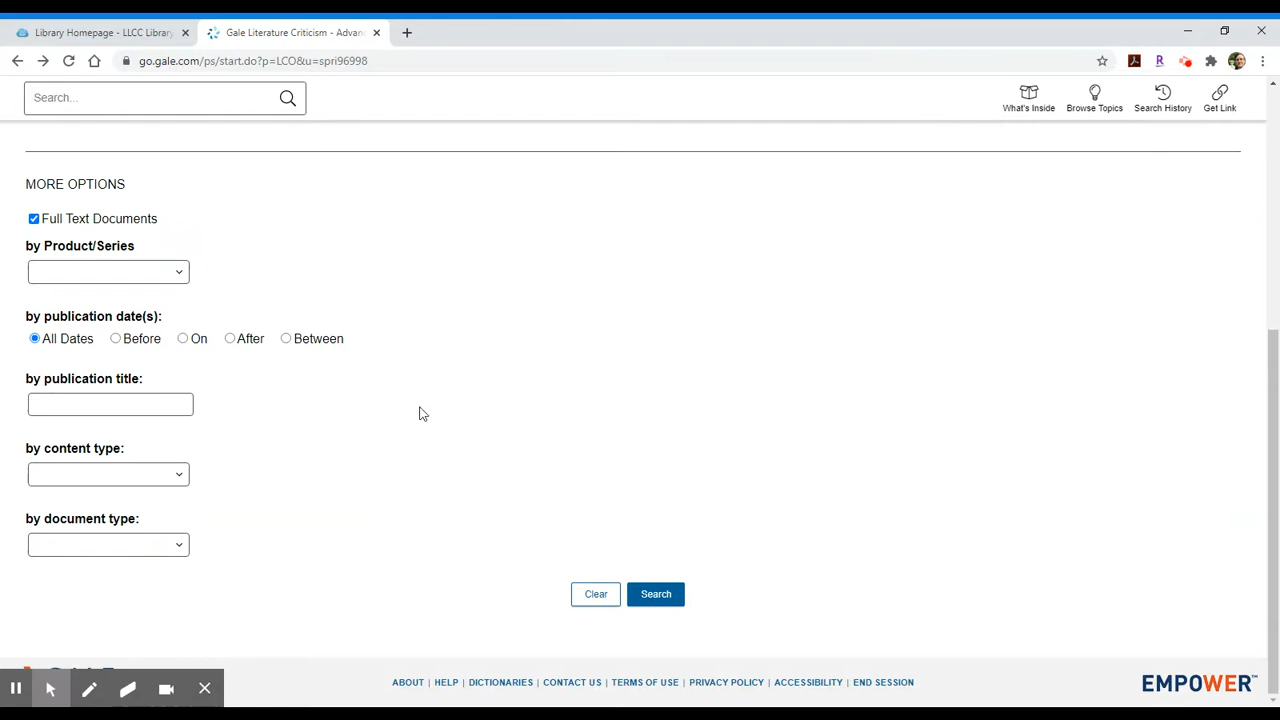 Library Homepage - LLCC Library
Gale Literature Criticism - Advan
go.gale.com/ps/start.do?p=LCO&u=spri96998
Search...
What's Inside
Browse Topics
Search History
Get Link
MORE OPTIONS
Full Text Documents
by Product/Series
by publication date(s):
All Dates Before On After Between
by publication title:
by content type:
by document type:
Clear Search
ABOUT | HELP | DICTIONARIES | CONTACT US | TERMS OF USE | PRIVACY POLICY | ACCESSIBILITY | END SESSION
EMPOWER™